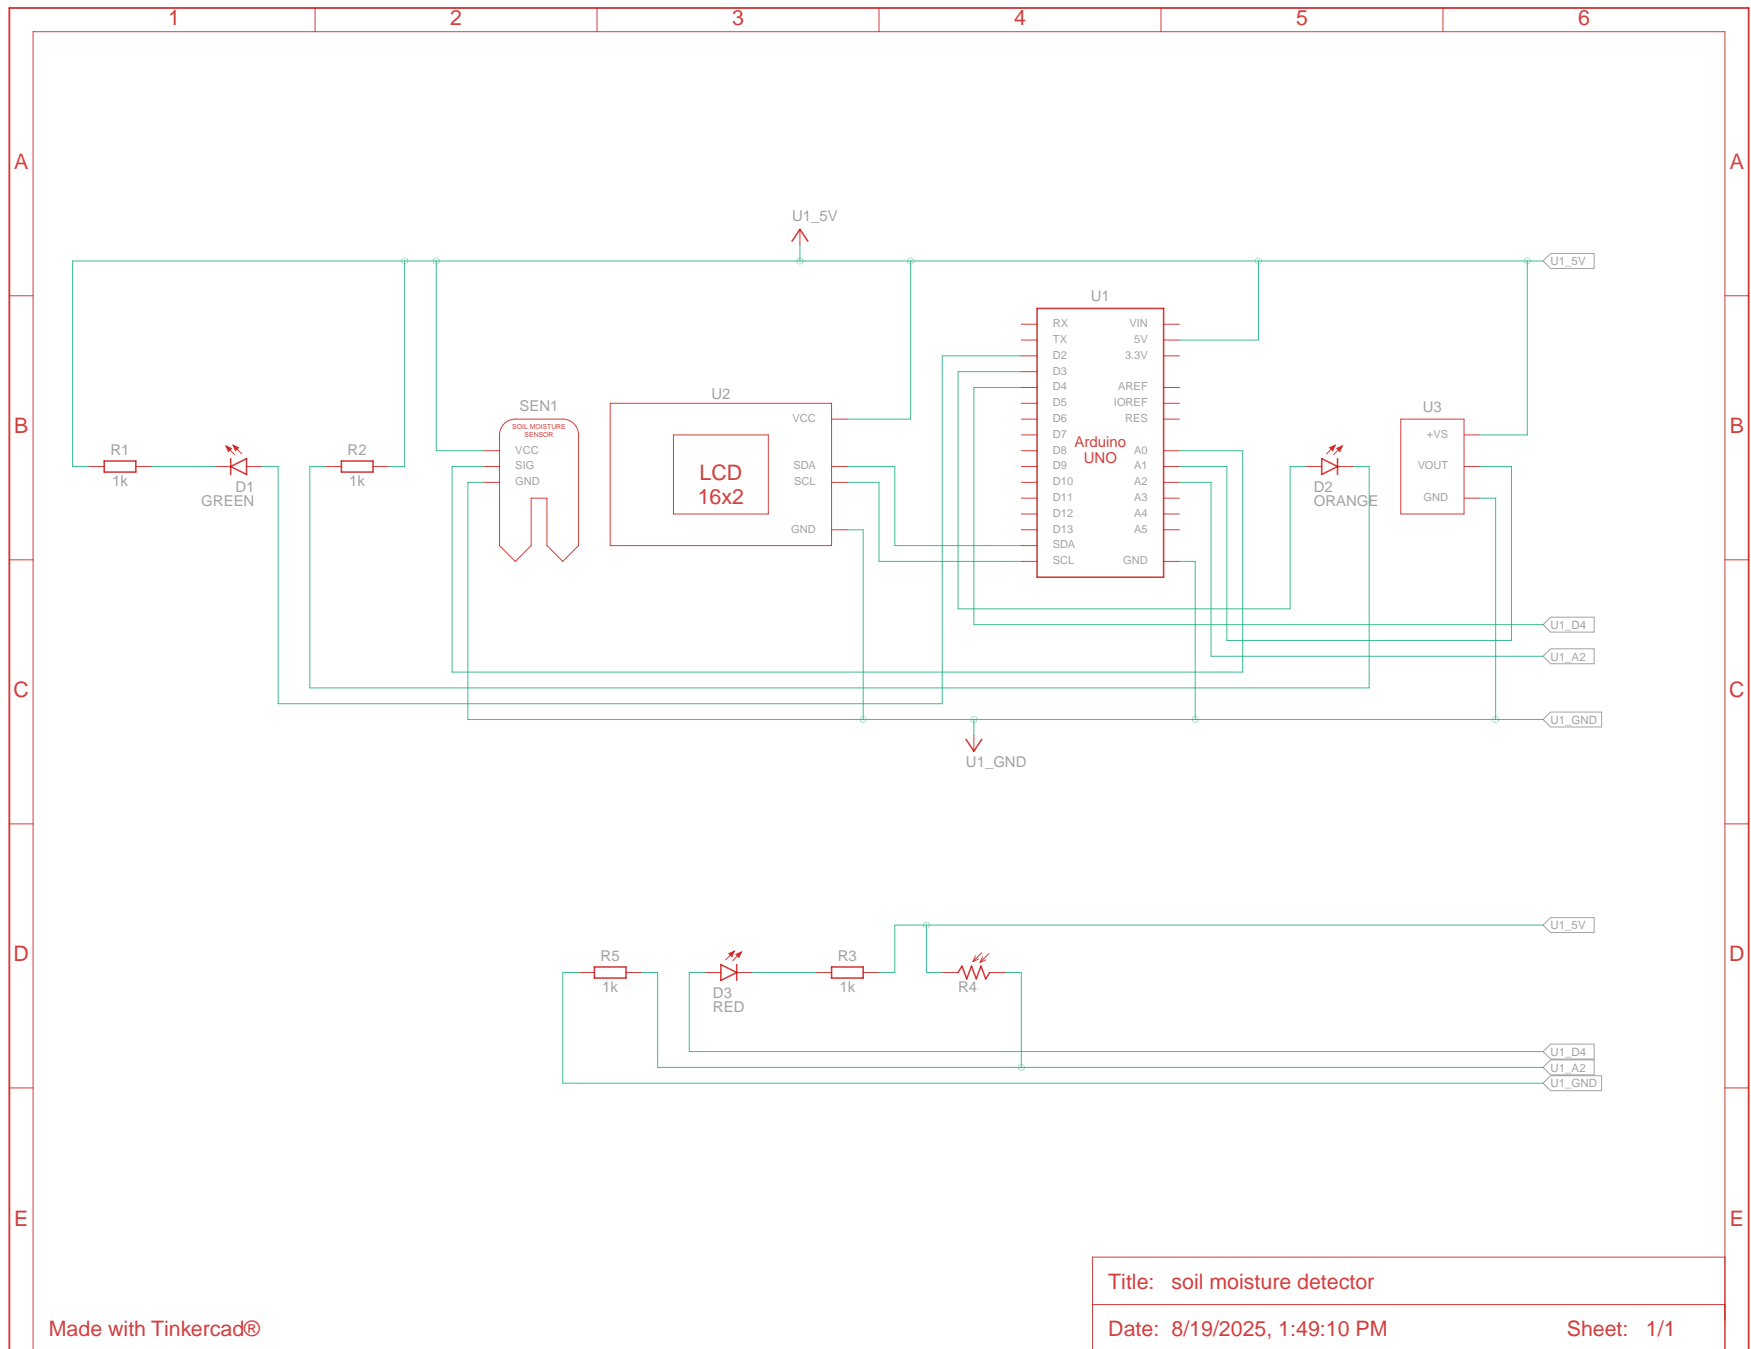 1 2 3 4 5 6
A A
U1_5V
U1_5V
B B
U1
RX VIN
TX 5V
D2 3.3V
D3
D4 AREF
D5 IOREF
D6 RES
D7
D8 A0
D9 A1
D10 A2
D11 A3
D12 A4
D13 A5
SDA
SCL GND
Arduino
UNO
R1
1k
D1
GREEN
R2
1k
SEN1
SOIL MOISTURE
SENSOR
VCC
SIG
GND
U2
VCC
LCD
16x2
SDA
SCL
GND
D2
ORANGE
U3
+VS
VOUT
GND
C C
U1_D4
U1_A2
U1_GND
U1_GND
D D
U1_5V
R5
1k
D3
RED
R3
1k
R4
U1_D4
U1_A2
U1_GND
E E
Title: soil moisture detector
Made with Tinkercad®
Date: 8/19/2025, 1:49:10 PM Sheet: 1/1